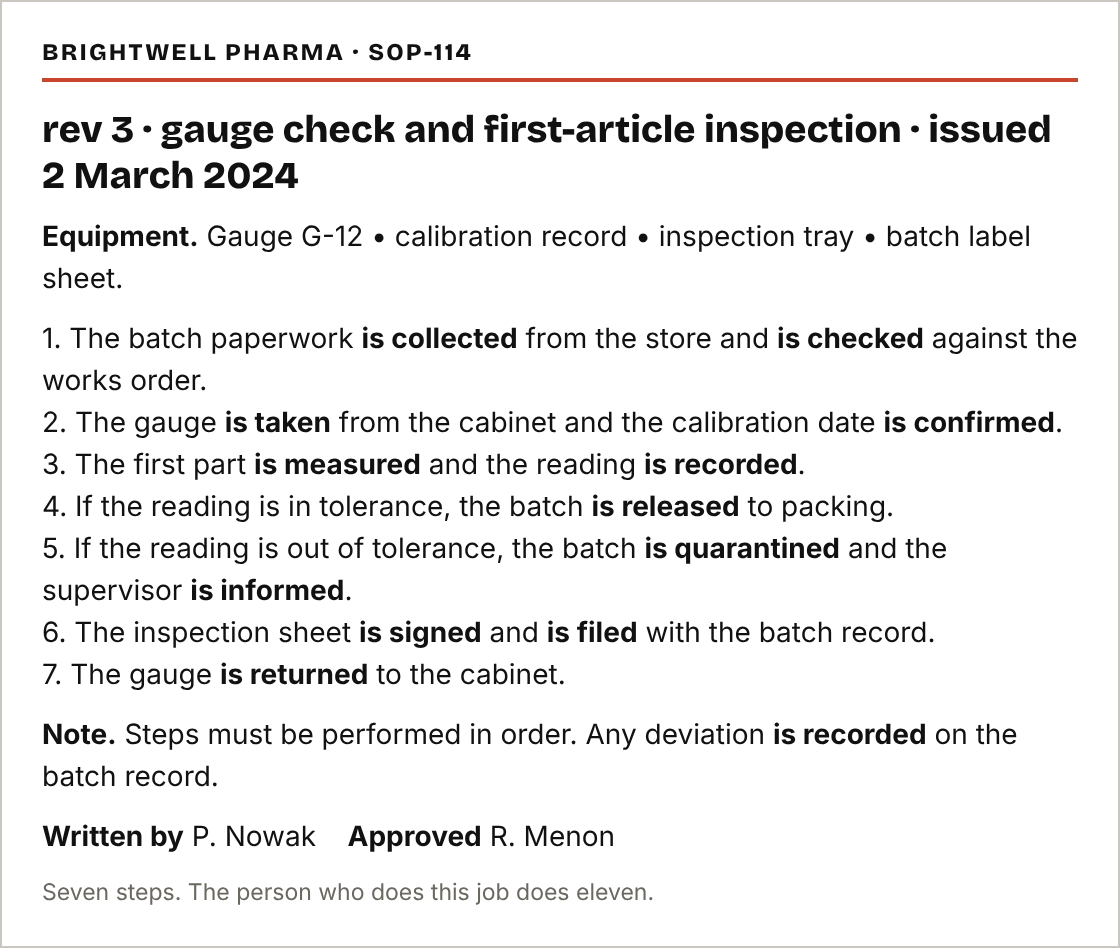 BRIGHTWELL PHARMA · SOP-114
rev 3 · gauge check and first-article inspection · issued
2 March 2024
Equipment. Gauge G-12 • calibration record • inspection tray • batch label
sheet.
1. The batch paperwork is collected from the store and is checked against the
works order.
2. The gauge is taken from the cabinet and the calibration date is confirmed.
3. The first part is measured and the reading is recorded.
4. If the reading is in tolerance, the batch is released to packing.
5. If the reading is out of tolerance, the batch is quarantined and the
supervisor is informed.
6. The inspection sheet is signed and is filed with the batch record.
7. The gauge is returned to the cabinet.
Note. Steps must be performed in order. Any deviation is recorded on the
batch record.
Written by P. Nowak Approved R. Menon
Seven steps. The person who does this job does eleven.